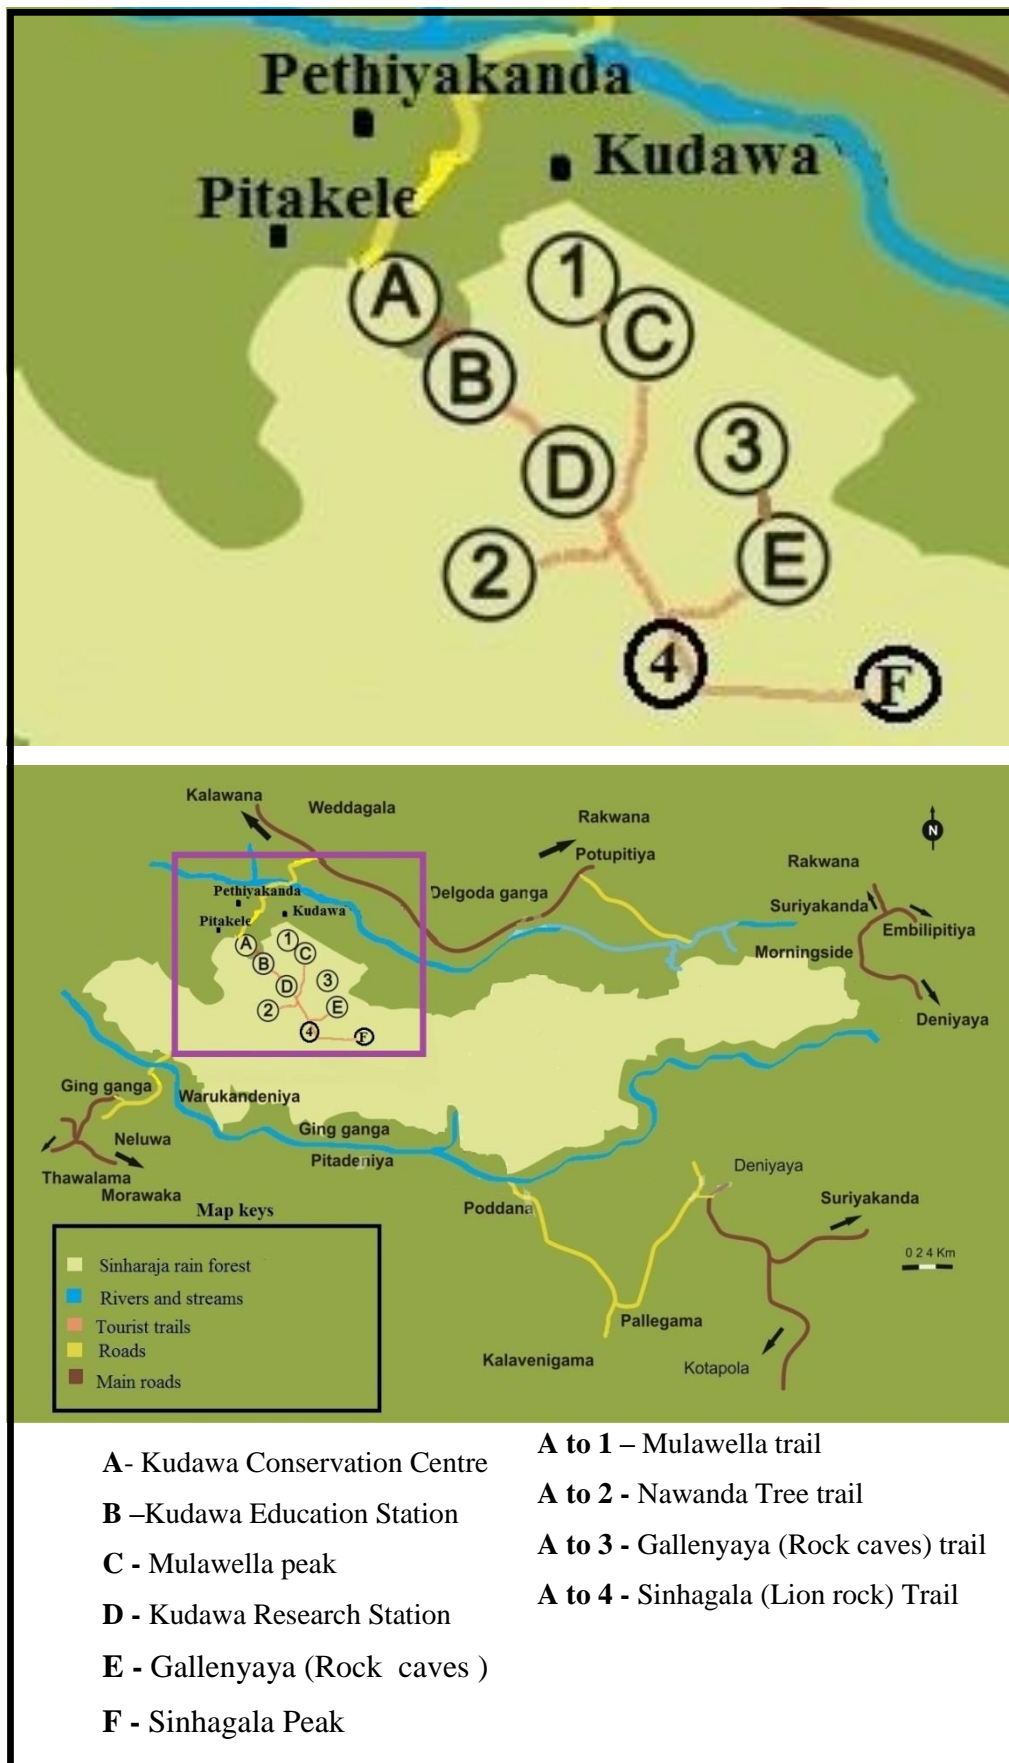 Pethiyakanda
Kudawa
Pitakele
A
1
C
B
3
D
E
2
4
F
Kalawana
Weddagala
Rakwana
Potupitiya
N
Rakwana
Pethiyakanda
Delgoda ganga
Suriyakanda
Kudawa
Pitakele
Embilipitiya
A
1
C
Morningside
B
3
D
E
2
Deniyaya
4
F
Ging ganga
Warukandeniya
Neluwa
Ging ganga
Thawalama
Pitadeniya
Deniyaya
Morawaka
Suriyakanda
Map keys
Poddana
0 2 4 Km
Sinharaja rain forest
Rivers and streams
Tourist trails
Pallegama
Roads
Kalavenigama
Kotapola
Main roads
A- Kudawa Conservation Centre
B –Kudawa Education Station
C - Mulawella peak
D - Kudawa Research Station
E - Gallenyaya (Rock caves )
F - Sinhagala Peak
A to 1 – Mulawella trail
A to 2 - Nawanda Tree trail
A to 3 - Gallenyaya (Rock caves) trail
A to 4 - Sinhagala (Lion rock) Trail